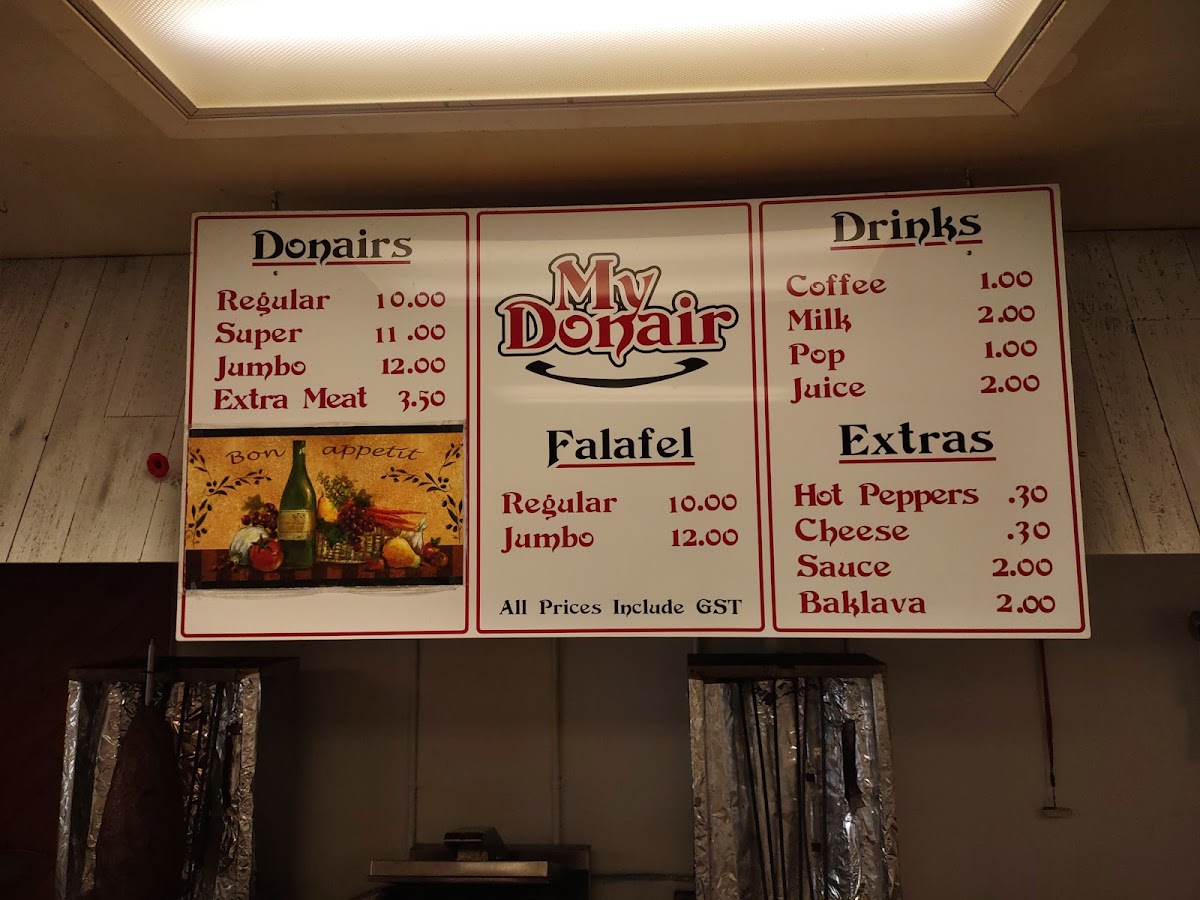 Donairs
Regular 10.00
Super 11.00
Jumbo 12.00
Extra Meat 3.50
Bon appetit
My
Donair
Falafel
Regular 10.00
Jumbo 12.00
All Prices Include GST
Drinks
Coffee 1.00
Milk 2.00
Pop 1.00
Juice 2.00
Extras
Hot Peppers .30
Cheese .30
Sauce 2.00
Baklava 2.00